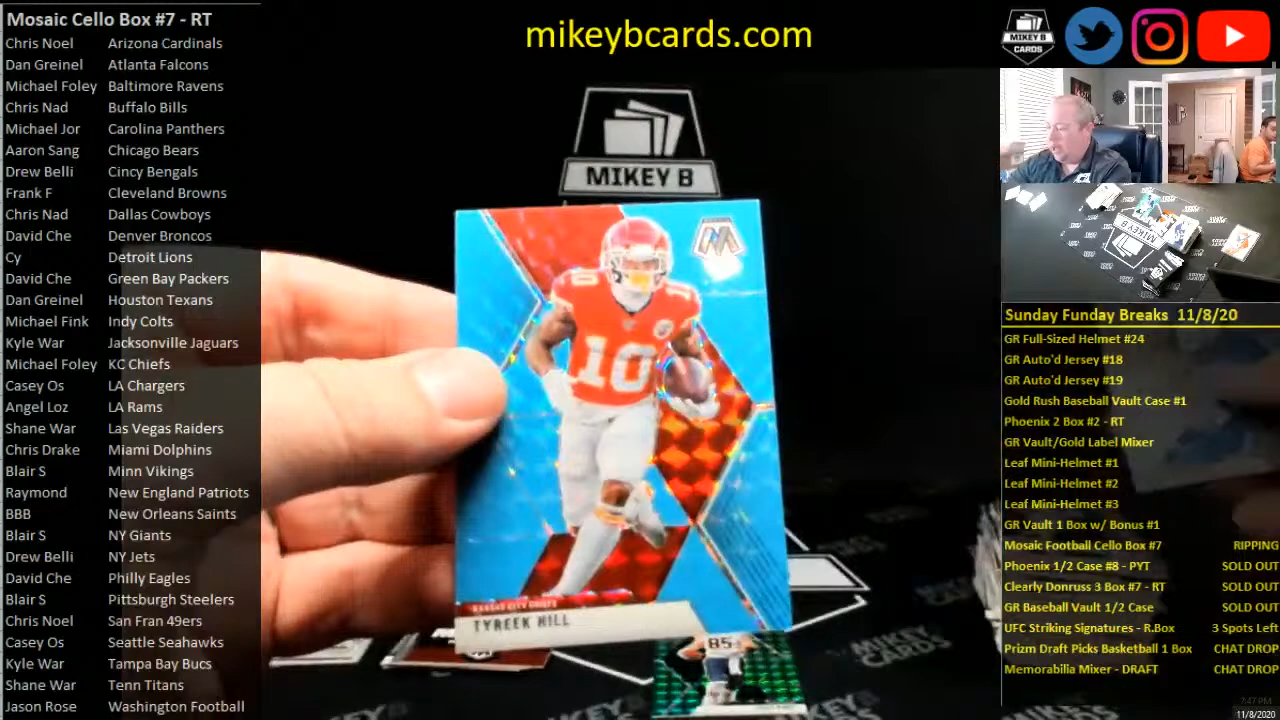 Mosaic Cello Box #7 - RT
Chris Noel Arizona Cardinals
Dan Greinel Atlanta Falcons
Michael Foley Baltimore Ravens
Chris Nad Buffalo Bills
Michael Jor Carolina Panthers
Aaron Sang Chicago Bears
Drew Belli Cincy Bengals
Frank F Cleveland Browns
Chris Nad Dallas Cowboys
David Che Denver Broncos
Cy Detroit Lions
David Che Green Bay Packers
Dan Greinel Houston Texans
Michael Fink Indy Colts
Kyle War Jacksonville Jaguars
Michael Foley KC Chiefs
Casey Os LA Chargers
Angel Loz LA Rams
Shane War Las Vegas Raiders
Chris Drake Miami Dolphins
Blair S Minn Vikings
Raymond New England Patriots
BBB New Orleans Saints
Blair S NY Giants
Drew Belli NY Jets
David Che Philly Eagles
Blair S Pittsburgh Steelers
Chris Noel San Fran 49ers
Casey Os Seattle Seahawks
Kyle War Tampa Bay Bucs
Shane War Tenn Titans
Jason Rose Washington Football
mikeybcards.com
MIKEY B
10
10
KANSAS CITY CHIEFS
TYREEK HILL
85
MIKEY B
CARDS
MIKEY B
CARDS
MIKEY B
Sunday Funday Breaks 11/8/20
GR Full-Sized Helmet #24
GR Auto'd Jersey #18
GR Auto'd Jersey #19
Gold Rush Baseball Vault Case #1
Phoenix 2 Box #2 - RT
GR Vault/Gold Label Mixer
Leaf Mini-Helmet #1
Leaf Mini-Helmet #2
Leaf Mini-Helmet #3
GR Vault 1 Box w/ Bonus #1
Mosaic Football Cello Box #7 RIPPING
Phoenix 1/2 Case #8 - PYT SOLD OUT
Clearly Donruss 3 Box #7 - RT SOLD OUT
GR Baseball Vault 1/2 Case SOLD OUT
UFC Striking Signatures - R.Box 3 Spots Left
Prizm Draft Picks Basketball 1 Box CHAT DROP
Memorabilia Mixer - DRAFT CHAT DROP
7:47 PM
11/8/2020